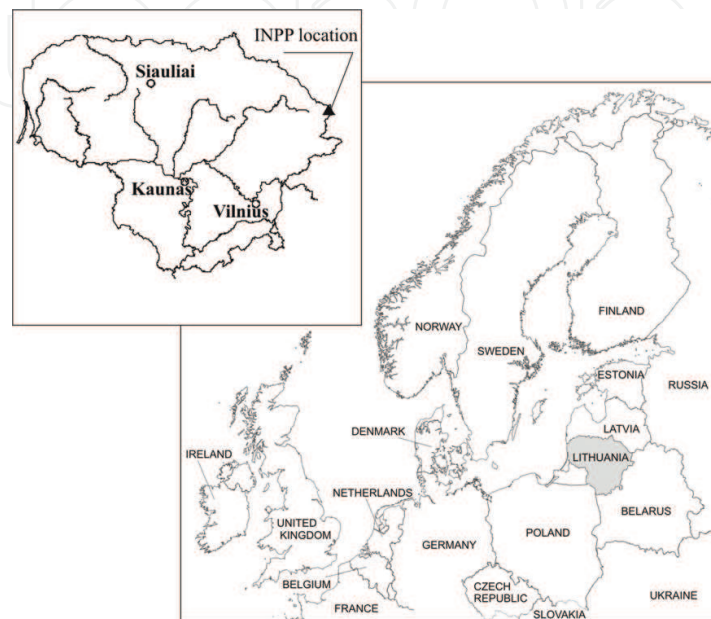 INPP location
Siauliai
Kaunas
Vilnius
FINLAND
NORWAY
SWEDEN
ESTONIA
RUSSIA
LATVIA
DENMARK
LITHUANIA
IRELAND
NETHERLANDS
BELARUS
UNITED
KINGDOM
POLAND
GERMANY
BELGIUM
CZECH
REPUBLIC
UKRAINE
FRANCE
SLOVAKIA